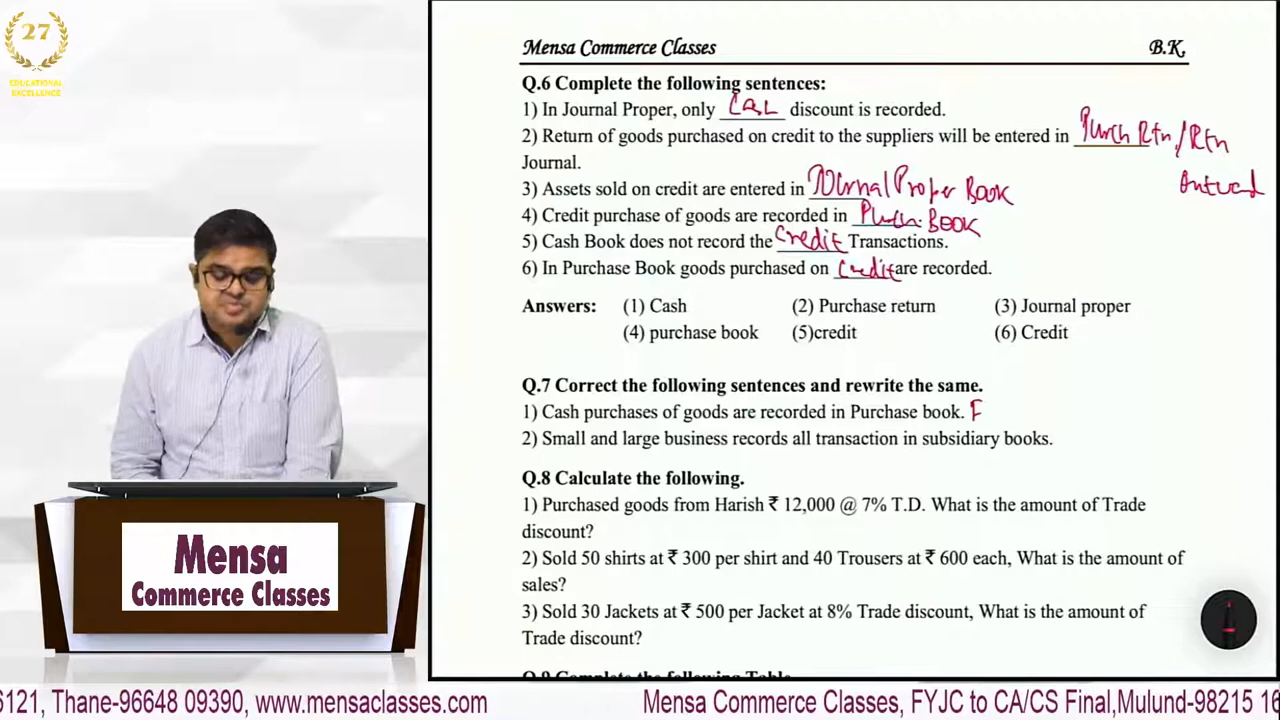 27
EDUCATIONAL
EXCELLENCE
Mensa Commerce Classes B.K.
Q.6 Complete the following sentences:
1) In Journal Proper, only Cash discount is recorded.
2) Return of goods purchased on credit to the suppliers will be entered in Purch Rtn/Rtn
Journal.
3) Assets sold on credit are entered in Journal Proper Book
4) Credit purchase of goods are recorded in Purch. BOOK
5) Cash Book does not record the Credit Transactions.
6) In Purchase Book goods purchased on credit are recorded.
Answers: (1) Cash (2) Purchase return (3) Journal proper
(4) purchase book (5)credit (6) Credit
Q.7 Correct the following sentences and rewrite the same.
1) Cash purchases of goods are recorded in Purchase book. F
2) Small and large business records all transaction in subsidiary books.
Q.8 Calculate the following.
1) Purchased goods from Harish ₹ 12,000 @ 7% T.D. What is the amount of Trade
discount?
2) Sold 50 shirts at ₹ 300 per shirt and 40 Trousers at ₹ 600 each, What is the amount of
sales?
3) Sold 30 Jackets at ₹ 500 per Jacket at 8% Trade discount, What is the amount of
Trade discount?
Q.9 Complete the following Table
Mensa
Commerce Classes
6121, Thane-96648 09390, www.mensaclasses.com Mensa Commerce Classes, FYJC to CA/CS Final,Mulund-98215 16